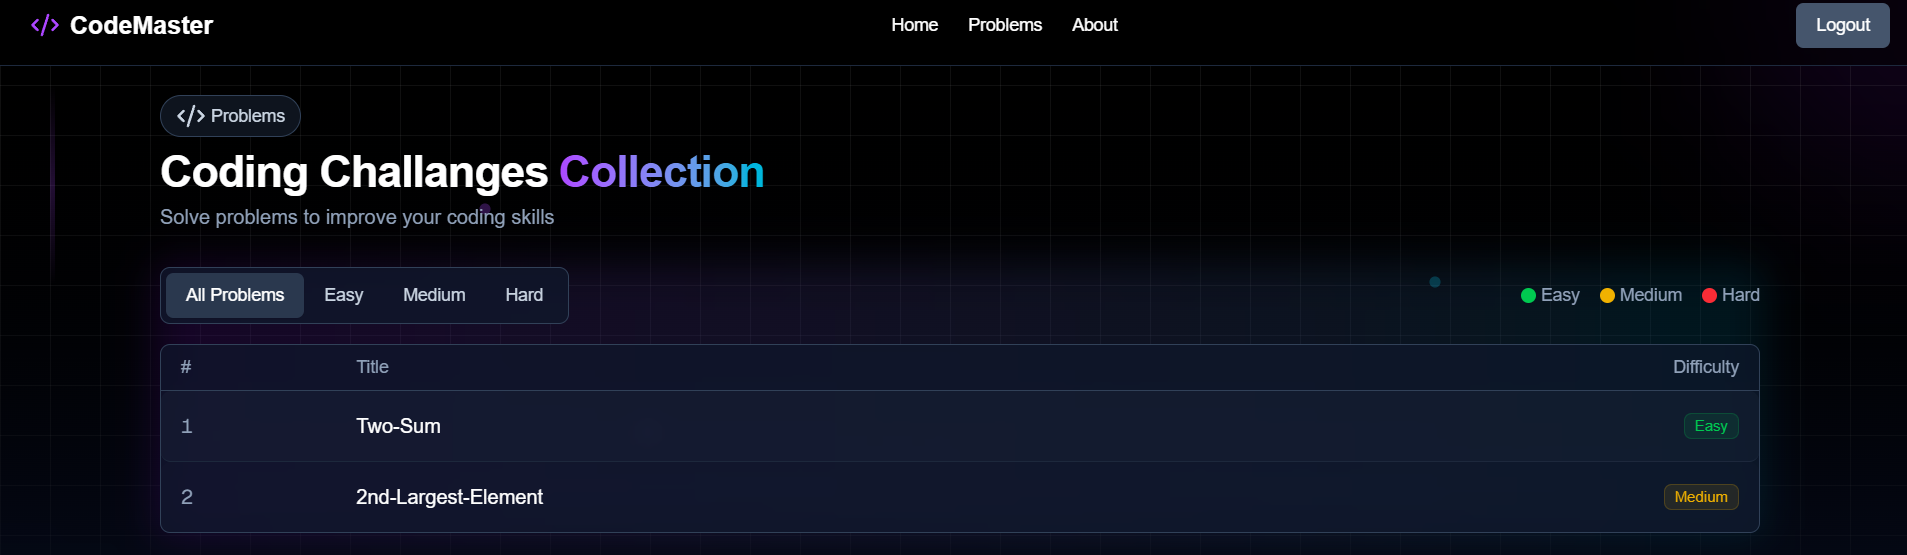 </> CodeMaster Home Problems About Logout
</> Problems
Coding Challanges Collection
Solve problems to improve your coding skills
All Problems Easy Medium Hard Easy Medium Hard
# Title Difficulty
1 Two-Sum Easy
2 2nd-Largest-Element Medium